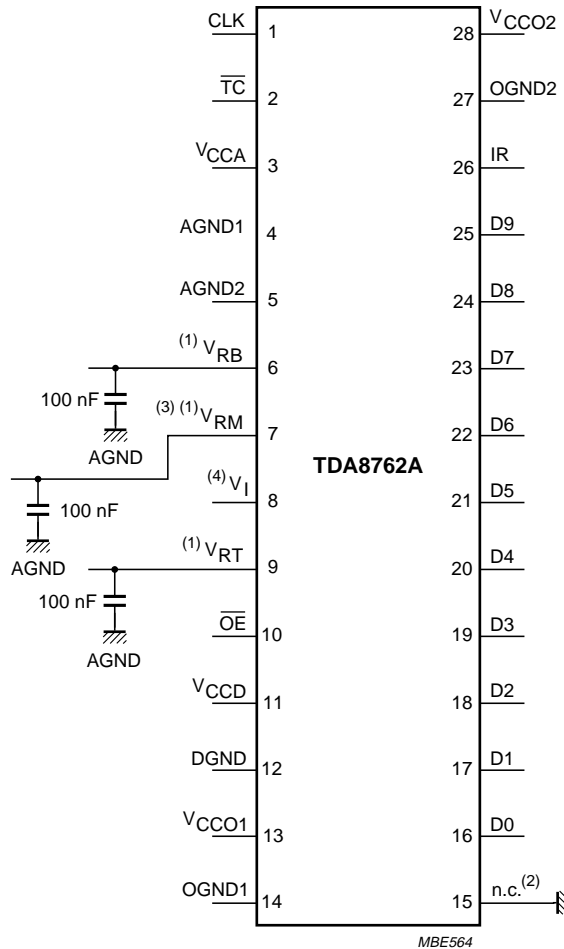 CLK 1
28 VCCO2
TC 2
27 OGND2
VCCA 3
26 IR
AGND1 4
25 D9
AGND2 5
24 D8
(1) VRB 6
23 D7
100 nF
AGND
(3) (1) VRM 7
22 D6
TDA8762A
100 nF
AGND
(4) VI 8
21 D5
(1) VRT 9
20 D4
100 nF
AGND
OE 10
19 D3
VCCD 11
18 D2
DGND 12
17 D1
VCCO1 13
16 D0
OGND1 14
15 n.c.(2)
MBE564